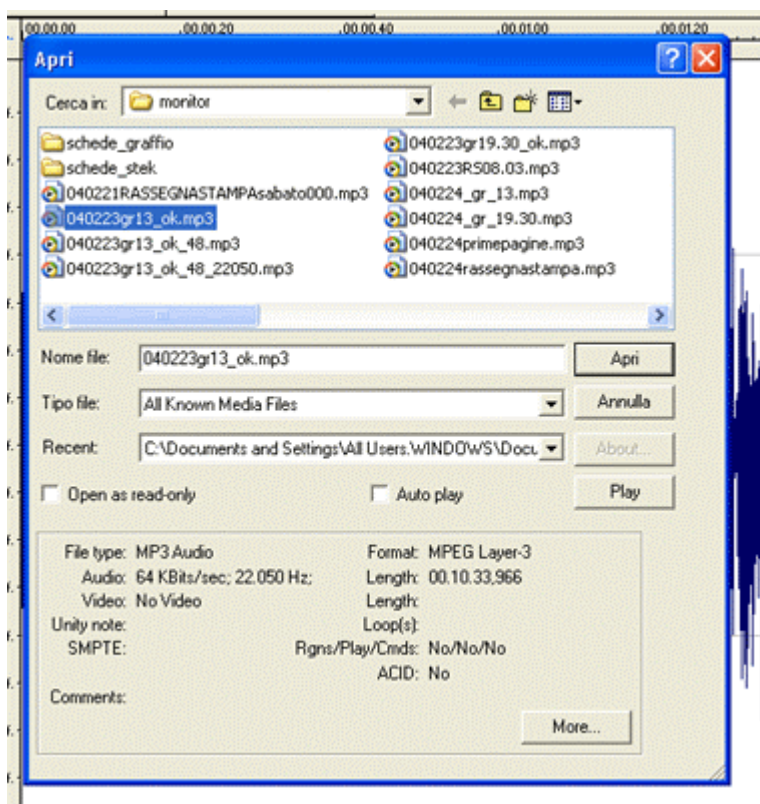 00.00.00 .00.00.20 .00.00.40 .00.01.00 .00.01.20
Apri
Cerca in: monitor
schede_graffio 040223gr19.30_ok.mp3
schede_stek 040223RS08.03.mp3
040221RASSEGNASTAMPAsabato000.mp3 040224_gr_13.mp3
040223gr13_ok.mp3 040224_gr_19.30.mp3
040223gr13_ok_48.mp3 040224primepagine.mp3
040223gr13_ok_48_22050.mp3 040224rassegnastampa.mp3
Nome file: 040223gr13_ok.mp3 Apri
Tipo file: All Known Media Files Annulla
Recent: C:\Documents and Settings\All Users.WINDOWS\Docu About...
Open as read-only Auto play Play
File type: MP3 Audio Format: MPEG Layer-3
Audio: 64 KBits/sec; 22.050 Hz; Length: 00.10.33,966
Video: No Video Length:
Unity note: Loop(s):
SMPTE: Rgns/Play/Cmds: No/No/No
ACID: No
Comments:
More...